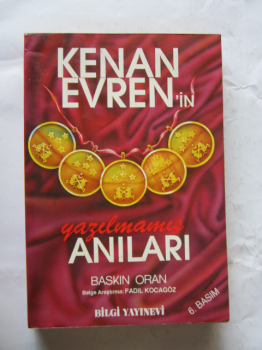 KENAN
EVREN'in
yazılmamış
ANILARI
BASKIN ORAN
Belge Araştırma: FADIL KOCAGÖZ
6. BASIM
BİLGİ YAYINEVİ